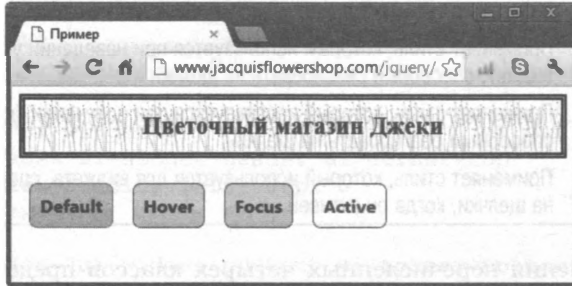 Пример
www.jacquisflowershop.com/jquery/
Цветочный магазин Джеки
Default Hover Focus Active